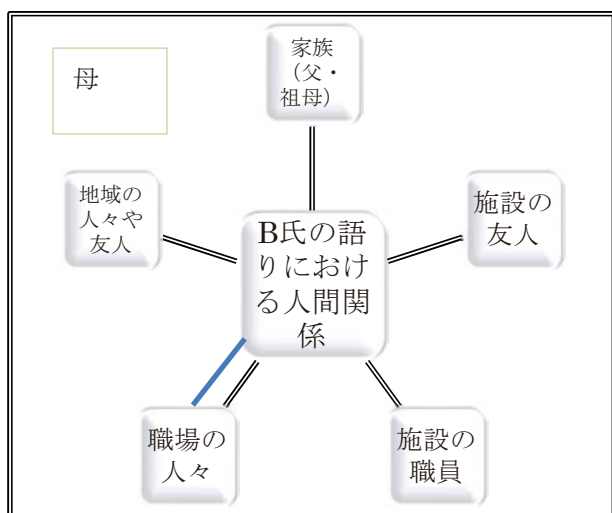 母
家族
（父・
祖母）
地域の
人々や
友人
施設の
友人
B氏の語
りにおけ
る人間関
係
職場の
人々
施設の
職員